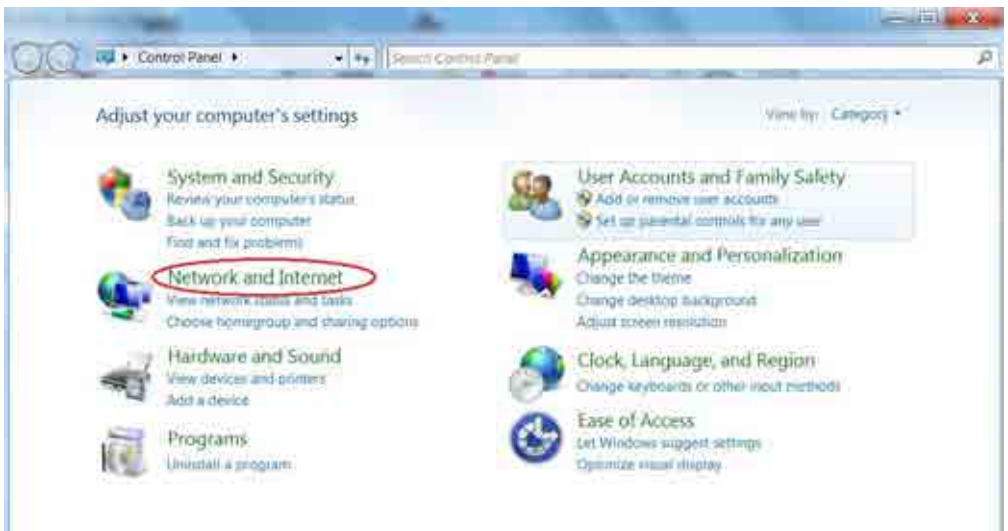 Control Panel
Search Control Panel
Adjust your computer's settings
View by: Category
System and Security
Review your computer's status
Back up your computer
Find and fix problems
Network and Internet
View network status and tasks
Choose homegroup and sharing options
Hardware and Sound
View devices and printers
Add a device
Programs
Uninstall a program
User Accounts and Family Safety
Add or remove user accounts
Set up parental controls for any user
Appearance and Personalization
Change the theme
Change desktop background
Adjust screen resolution
Clock, Language, and Region
Change keyboards or other input methods
Ease of Access
Let Windows suggest settings
Optimize visual display